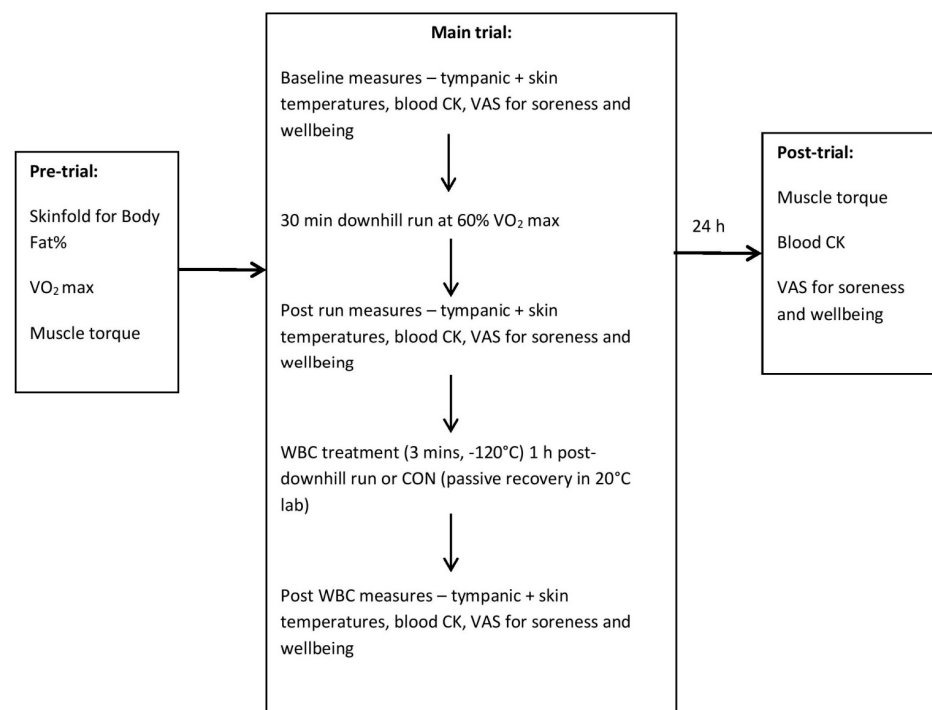 Pre-trial:
Skinfold for Body
Fat%
VO₂ max
Muscle torque
Main trial:
Baseline measures – tympanic + skin
temperatures, blood CK, VAS for soreness and
wellbeing
30 min downhill run at 60% VO₂ max
Post run measures – tympanic + skin
temperatures, blood CK, VAS for soreness and
wellbeing
WBC treatment (3 mins, -120°C) 1 h post-
downhill run or CON (passive recovery in 20°C
lab)
Post WBC measures – tympanic + skin
temperatures, blood CK, VAS for soreness and
wellbeing
24 h
Post-trial:
Muscle torque
Blood CK
VAS for soreness
and wellbeing